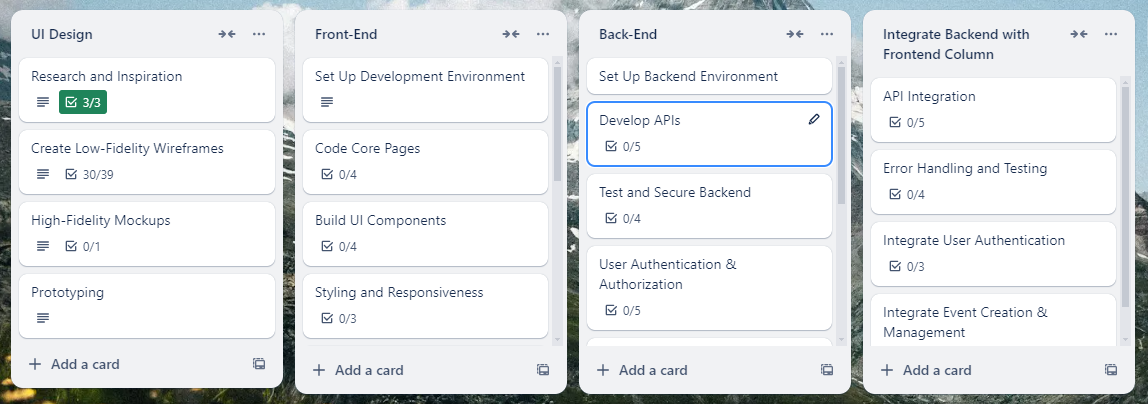 UI Design
Research and Inspiration
3/3
Create Low-Fidelity Wireframes
30/39
High-Fidelity Mockups
0/1
Prototyping
Add a card
Front-End
Set Up Development Environment
Code Core Pages
0/4
Build UI Components
0/4
Styling and Responsiveness
0/3
Add a card
Back-End
Set Up Backend Environment
Develop APIs
0/5
Test and Secure Backend
0/4
User Authentication &
Authorization
0/5
Add a card
Integrate Backend with
Frontend Column
API Integration
0/5
Error Handling and Testing
0/4
Integrate User Authentication
0/3
Integrate Event Creation &
Management
Add a card